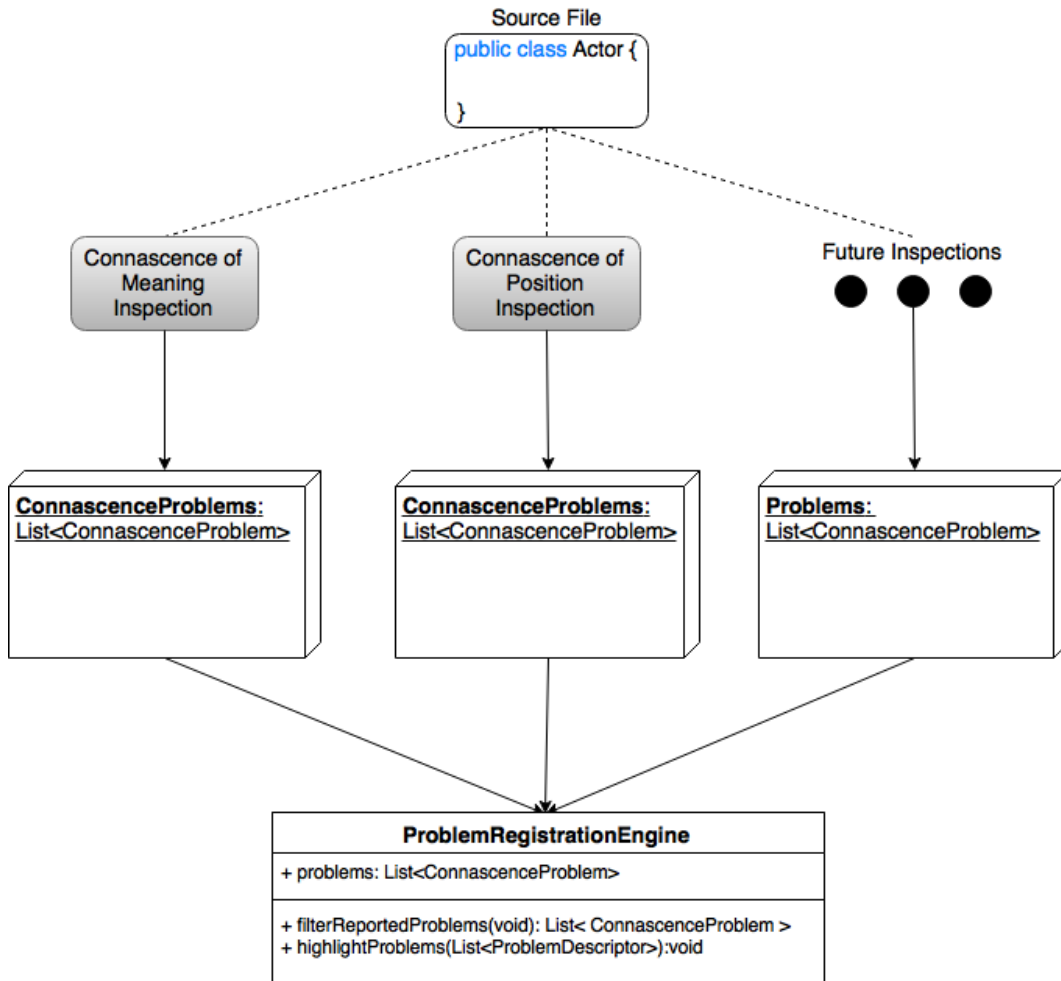 Source File
public class Actor {
}
Connascence of
Meaning
Inspection
Connascence of
Position
Inspection
Future Inspections
ConnascenceProblems:
List<ConnascenceProblem>
ConnascenceProblems:
List<ConnascenceProblem>
Problems:
List<ConnascenceProblem>
ProblemRegistrationEngine
+ problems: List<ConnascenceProblem>
+ filterReportedProblems(void): List< ConnascenceProblem >
+ highlightProblems(List<ProblemDescriptor>):void